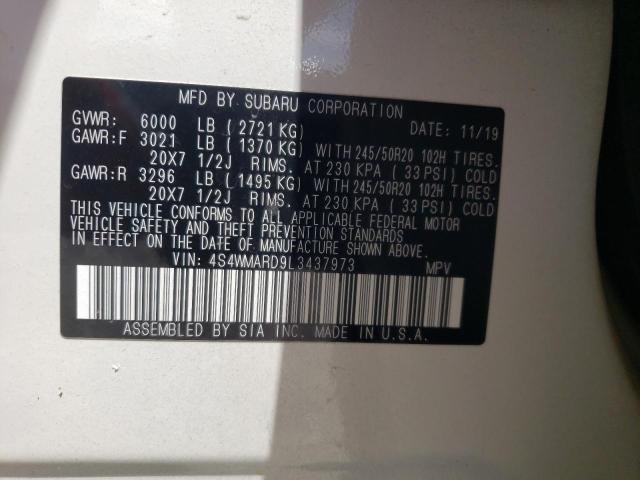 MFD BY SUBARU CORPORATION
GVWR: 6000 LB ( 2721 KG) DATE: 11/19
GAWR:F 3021 LB ( 1370 KG) WITH 245/50R20 102H TIRES.
20X7 1/2J RIMS. AT 230 KPA ( 33 PSI) COLD
GAWR:R 3296 LB ( 1495 KG) WITH 245/50R20 102H TIRES.
20X7 1/2J RIMS. AT 230 KPA ( 33 PSI) COLD
THIS VEHICLE CONFORMS TO ALL APPLICABLE FEDERAL MOTOR
VEHICLE SAFETY AND THEFT PREVENTION STANDARDS
IN EFFECT ON THE DATE OF MANUFACTURE SHOWN ABOVE.
VIN: 4S4WMARD9L3437973 MPV
ASSEMBLED BY SIA INC. MADE IN U.S.A.